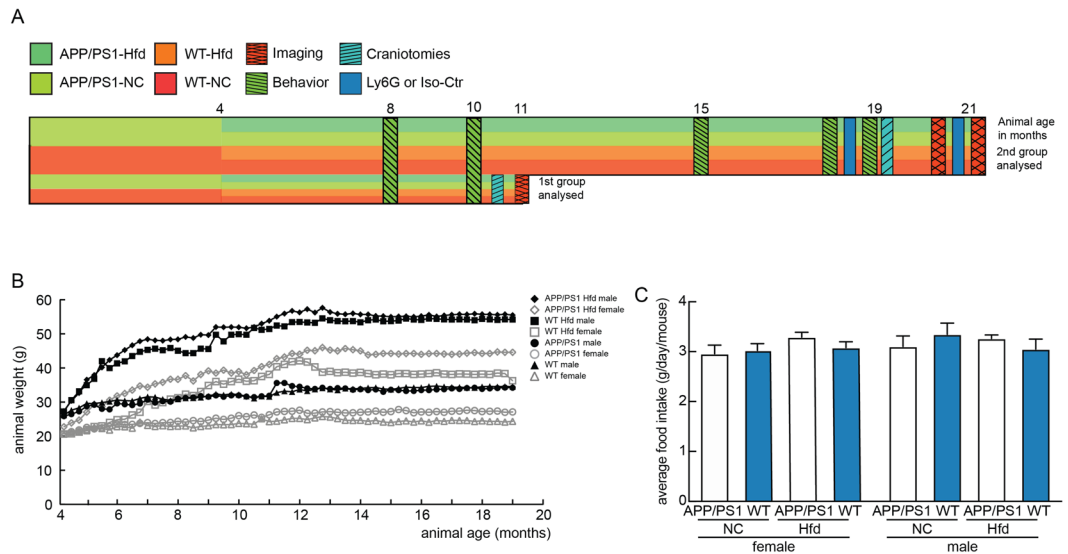 A
APP/PS1-Hfd WT-Hfd Imaging Craniotomies
APP/PS1-NC WT-NC Behavior Ly6G or Iso-Ctr
4 8 10 11 15 19 21
Animal age
in months
2nd group
analysed
1st group
analysed
B
animal weight (g)
60
50
40
30
20
10
0
4 6 8 10 12 14 16 18 20
animal age (months)
APP/PS1 Hfd male
APP/PS1 Hfd female
WT Hfd male
WT Hfd female
APP/PS1 male
APP/PS1 female
WT male
WT female
C
average food intake (g/day/mouse)
4
3
2
1
0
APP/PS1 WT APP/PS1 WT APP/PS1 WT APP/PS1 WT
NC Hfd NC Hfd
female male